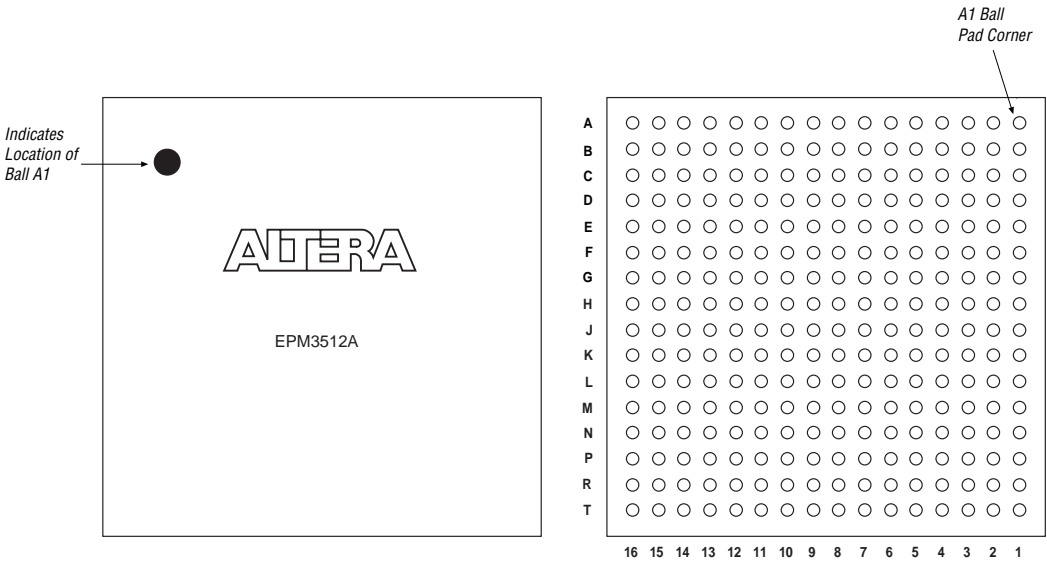 A1 Ball
Pad Corner
Indicates
Location of
Ball A1
ALTERA
EPM3512A
A
B
C
D
E
F
G
H
J
K
L
M
N
P
R
T
16 15 14 13 12 11 10 9 8 7 6 5 4 3 2 1